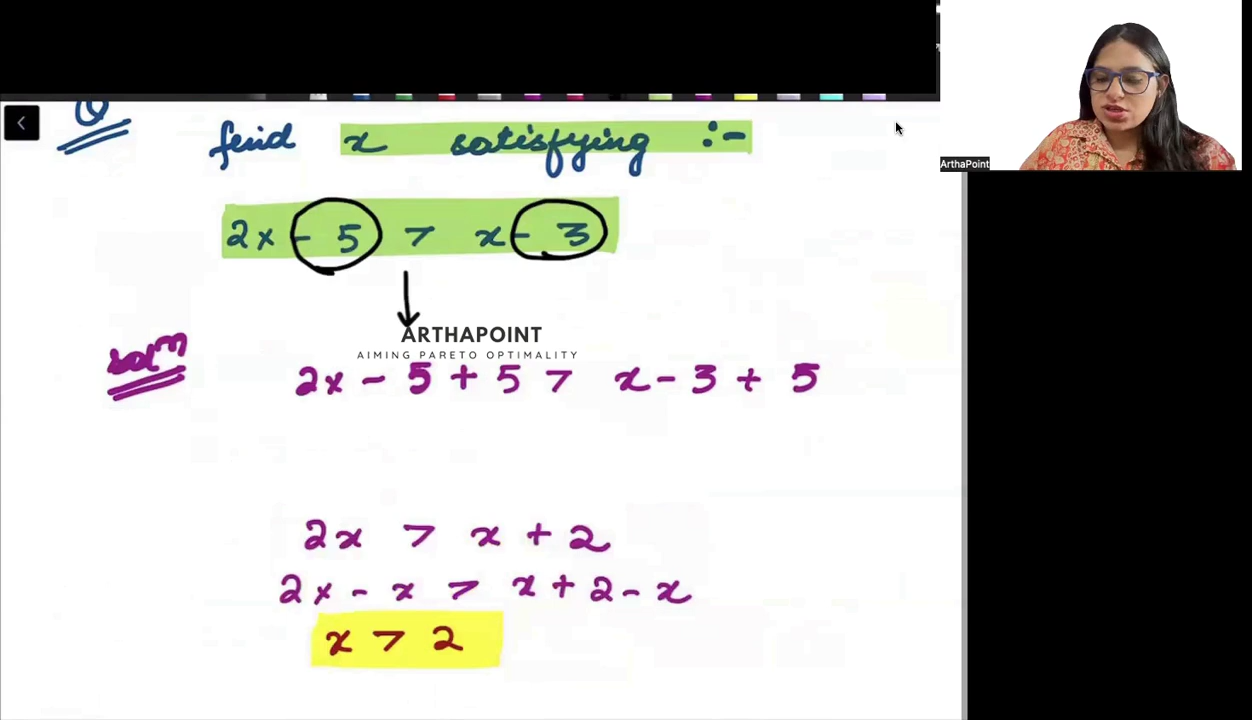 Q find x satisfying :-
ArthaPoint
2x - 5 > x - 3
ARTHAPOINT
AIMING PARETO OPTIMALITY
solⁿ
2x - 5 + 5 > x - 3 + 5
2x > x + 2
2x - x > x + 2 - x
x > 2